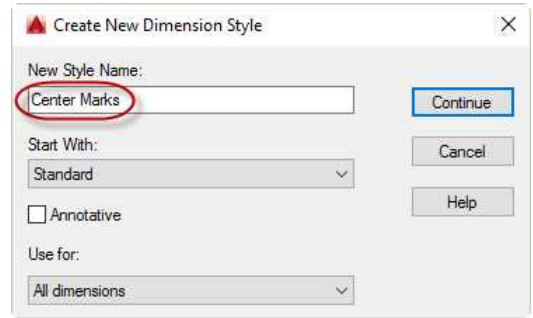 Create New Dimension Style
New Style Name:
Center Marks
Continue
Start With:
Cancel
Standard
Help
Annotative
Use for:
All dimensions